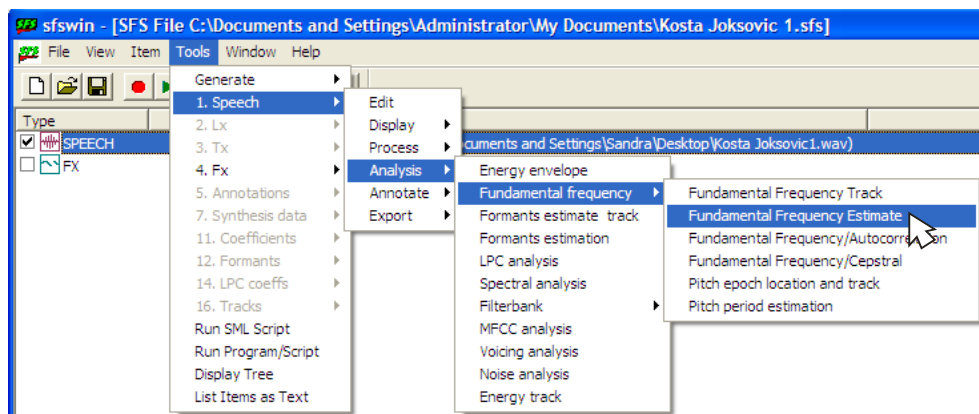 sfswin - [SFS File C:\Documents and Settings\Administrator\My Documents\Kosta Joksovic 1.sfs]
File View Item Tools Window Help
Type
SPEECH
cuments and Settings\Sandra\Desktop\Kosta Joksovic1.wav)
FX
Generate
1. Speech
2. Lx
3. Tx
4. Fx
5. Annotations
7. Synthesis data
11. Coefficients
12. Formants
14. LPC coeffs
16. Tracks
Run SML Script
Run Program/Script
Display Tree
List Items as Text
Edit
Display
Process
Analysis
Annotate
Export
Energy envelope
Fundamental frequency
Formants estimate track
Formants estimation
LPC analysis
Spectral analysis
Filterbank
MFCC analysis
Voicing analysis
Noise analysis
Energy track
Fundamental Frequency Track
Fundamental Frequency Estimate
Fundamental Frequency/Autocorrelation
Fundamental Frequency/Cepstral
Pitch epoch location and track
Pitch period estimation